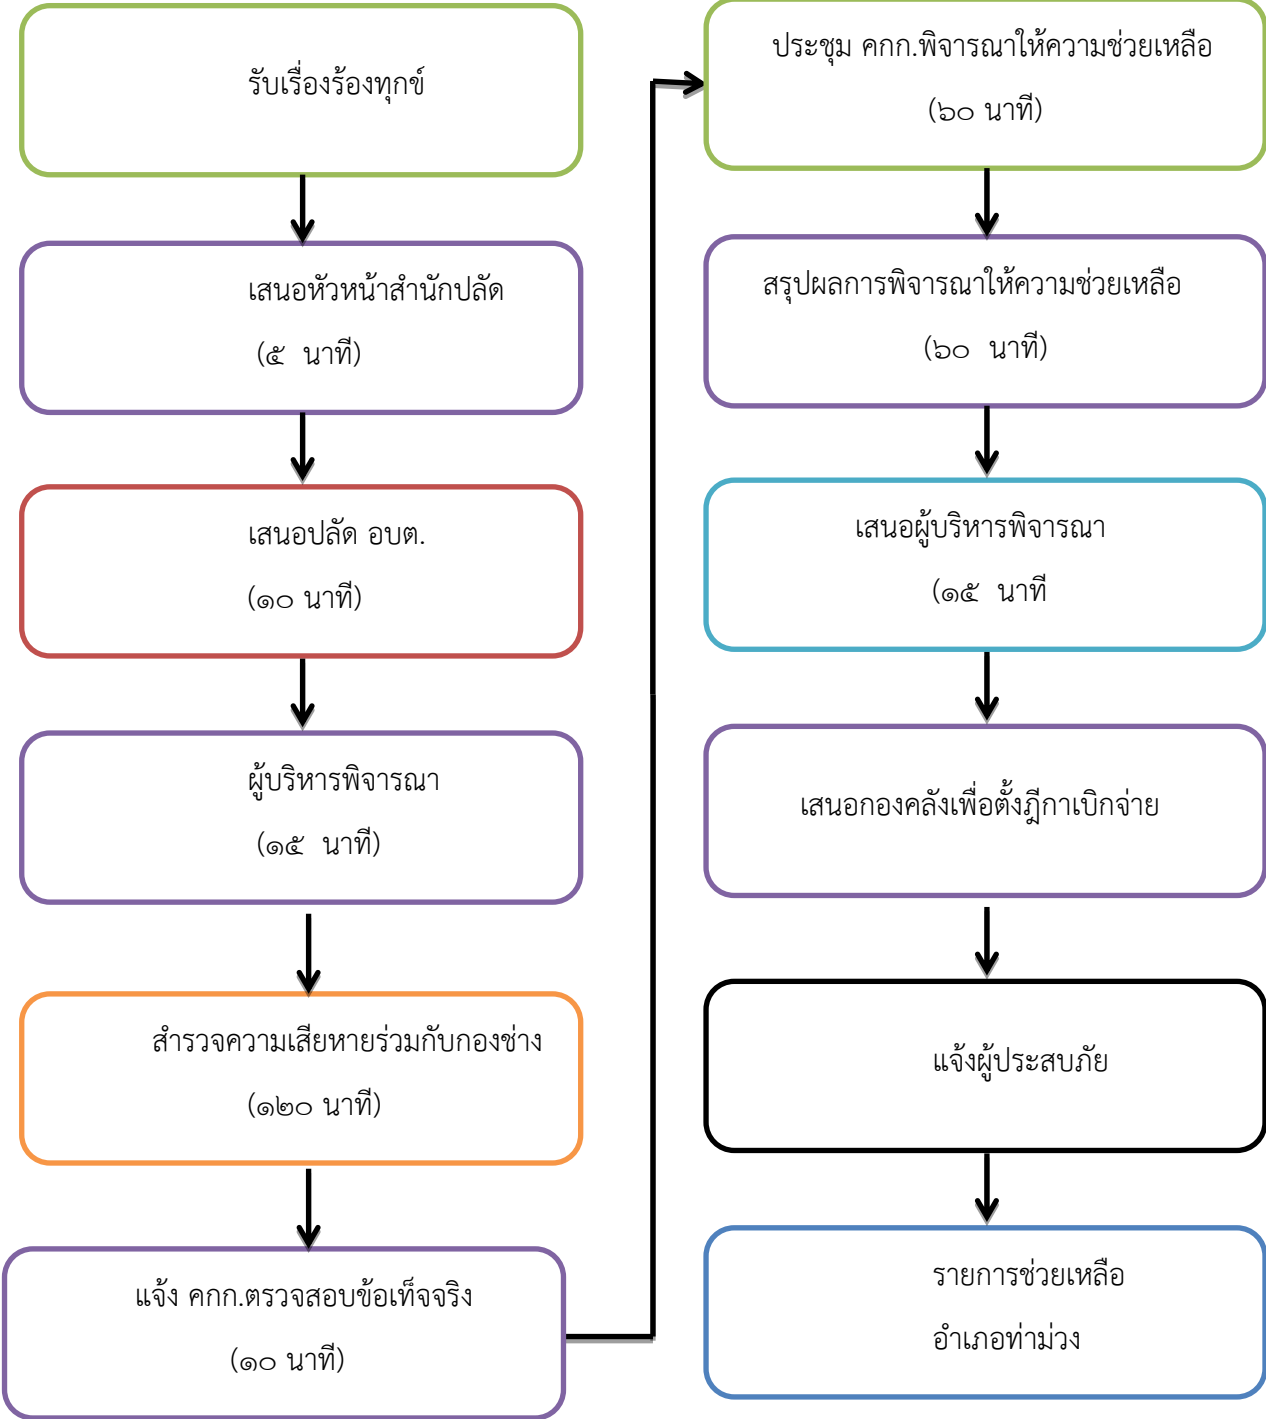 รับเรื่องร้องทุกข์
เสนอหัวหน้าสำนักปลัด
(๕ นาที)
เสนอปลัด อบต.
(๑๐ นาที)
ผู้บริหารพิจารณา
(๑๕ นาที)
สำรวจความเสียหายร่วมกับกองช่าง
(๑๒๐ นาที)
แจ้ง คกก.ตรวจสอบข้อเท็จจริง
(๑๐ นาที)
ประชุม คกก.พิจารณาให้ความช่วยเหลือ
(๖๐ นาที)
สรุปผลการพิจารณาให้ความช่วยเหลือ
(๖๐ นาที)
เสนอผู้บริหารพิจารณา
(๑๕ นาที
เสนอกองคลังเพื่อตั้งฎีกาเบิกจ่าย
แจ้งผู้ประสบภัย
รายการช่วยเหลือ
อำเภอท่าม่วง